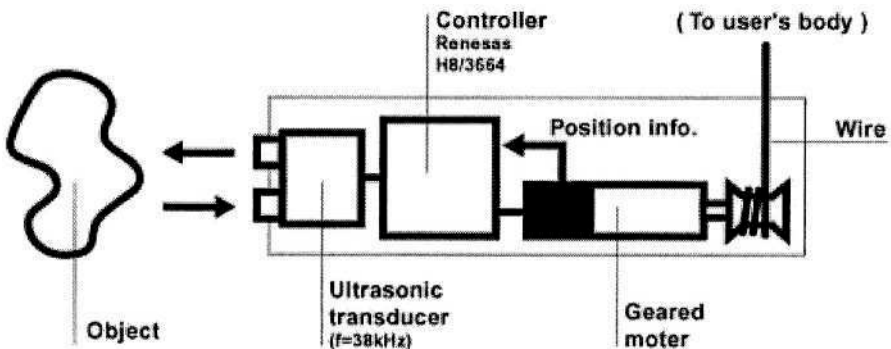 Controller
Renesas
H8/3664
( To user's body )
Position info.
Wire
Object
Ultrasonic
transducer
(f=38kHz)
Geared
moter